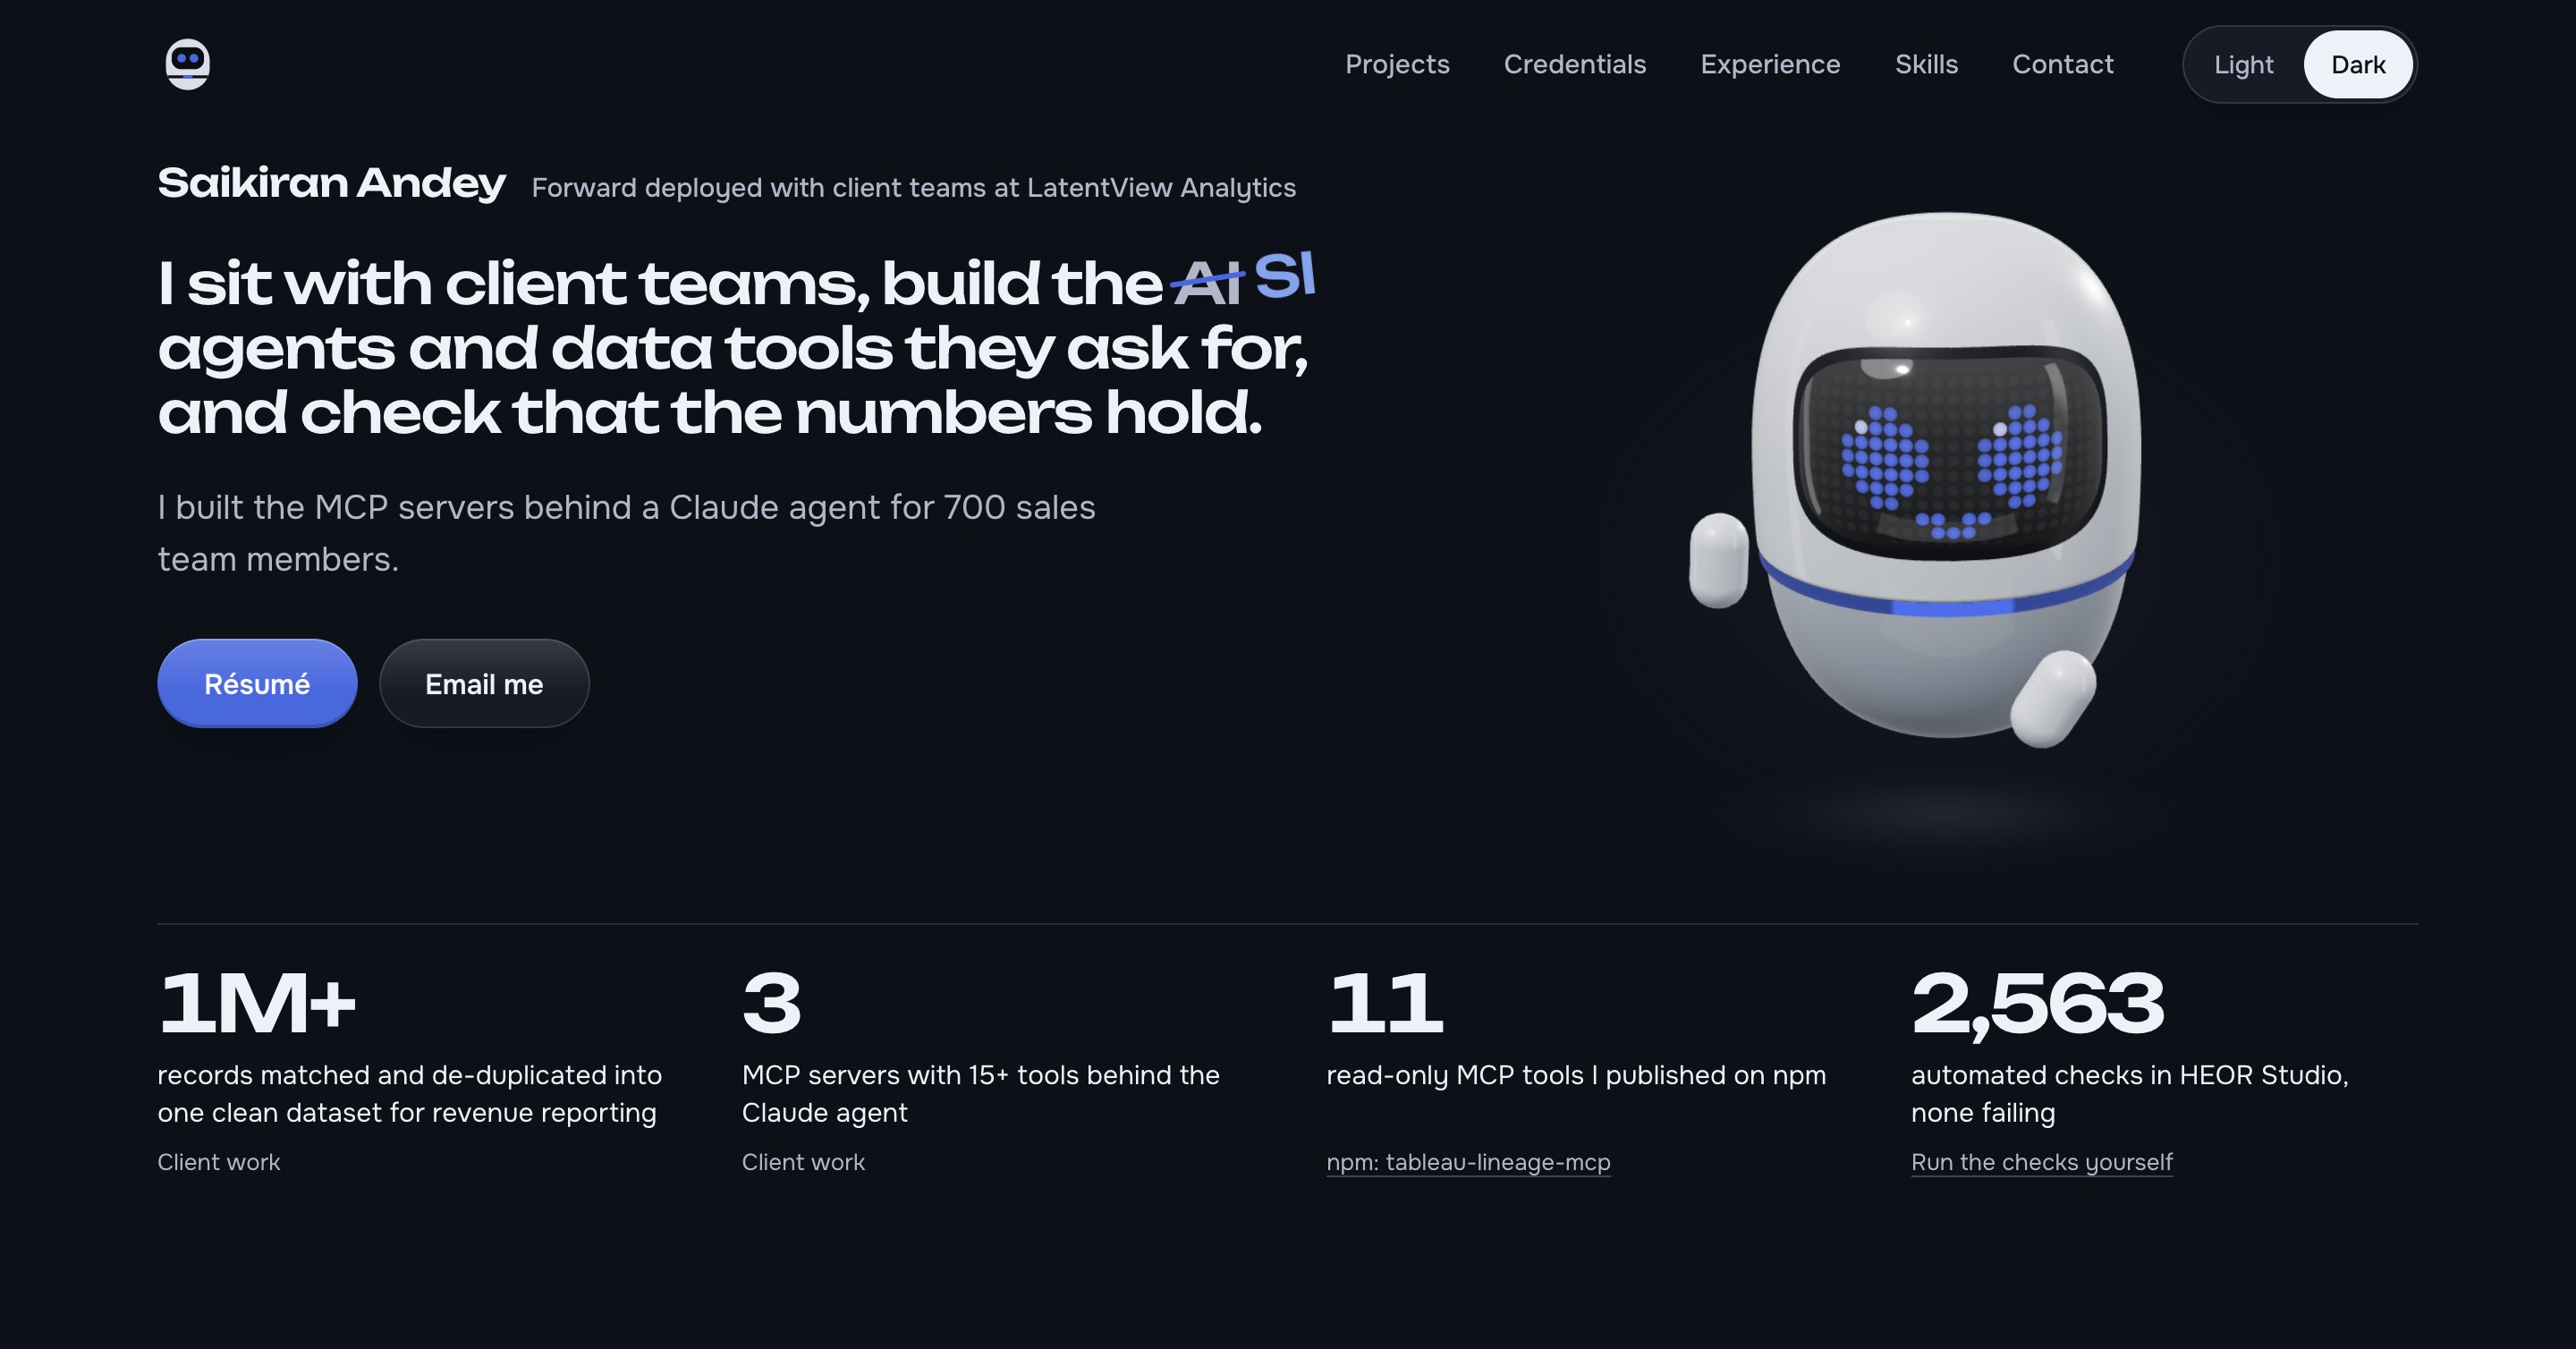 Projects Credentials Experience Skills Contact Light Dark
Saikiran Andey Forward deployed with client teams at LatentView Analytics
I sit with client teams, build the AI SI
agents and data tools they ask for,
and check that the numbers hold.
I built the MCP servers behind a Claude agent for 700 sales
team members.
Résumé Email me
1M+
records matched and de-duplicated into
one clean dataset for revenue reporting
Client work
3
MCP servers with 15+ tools behind the
Claude agent
Client work
11
read-only MCP tools I published on npm
npm: tableau-lineage-mcp
2,563
automated checks in HEOR Studio,
none failing
Run the checks yourself